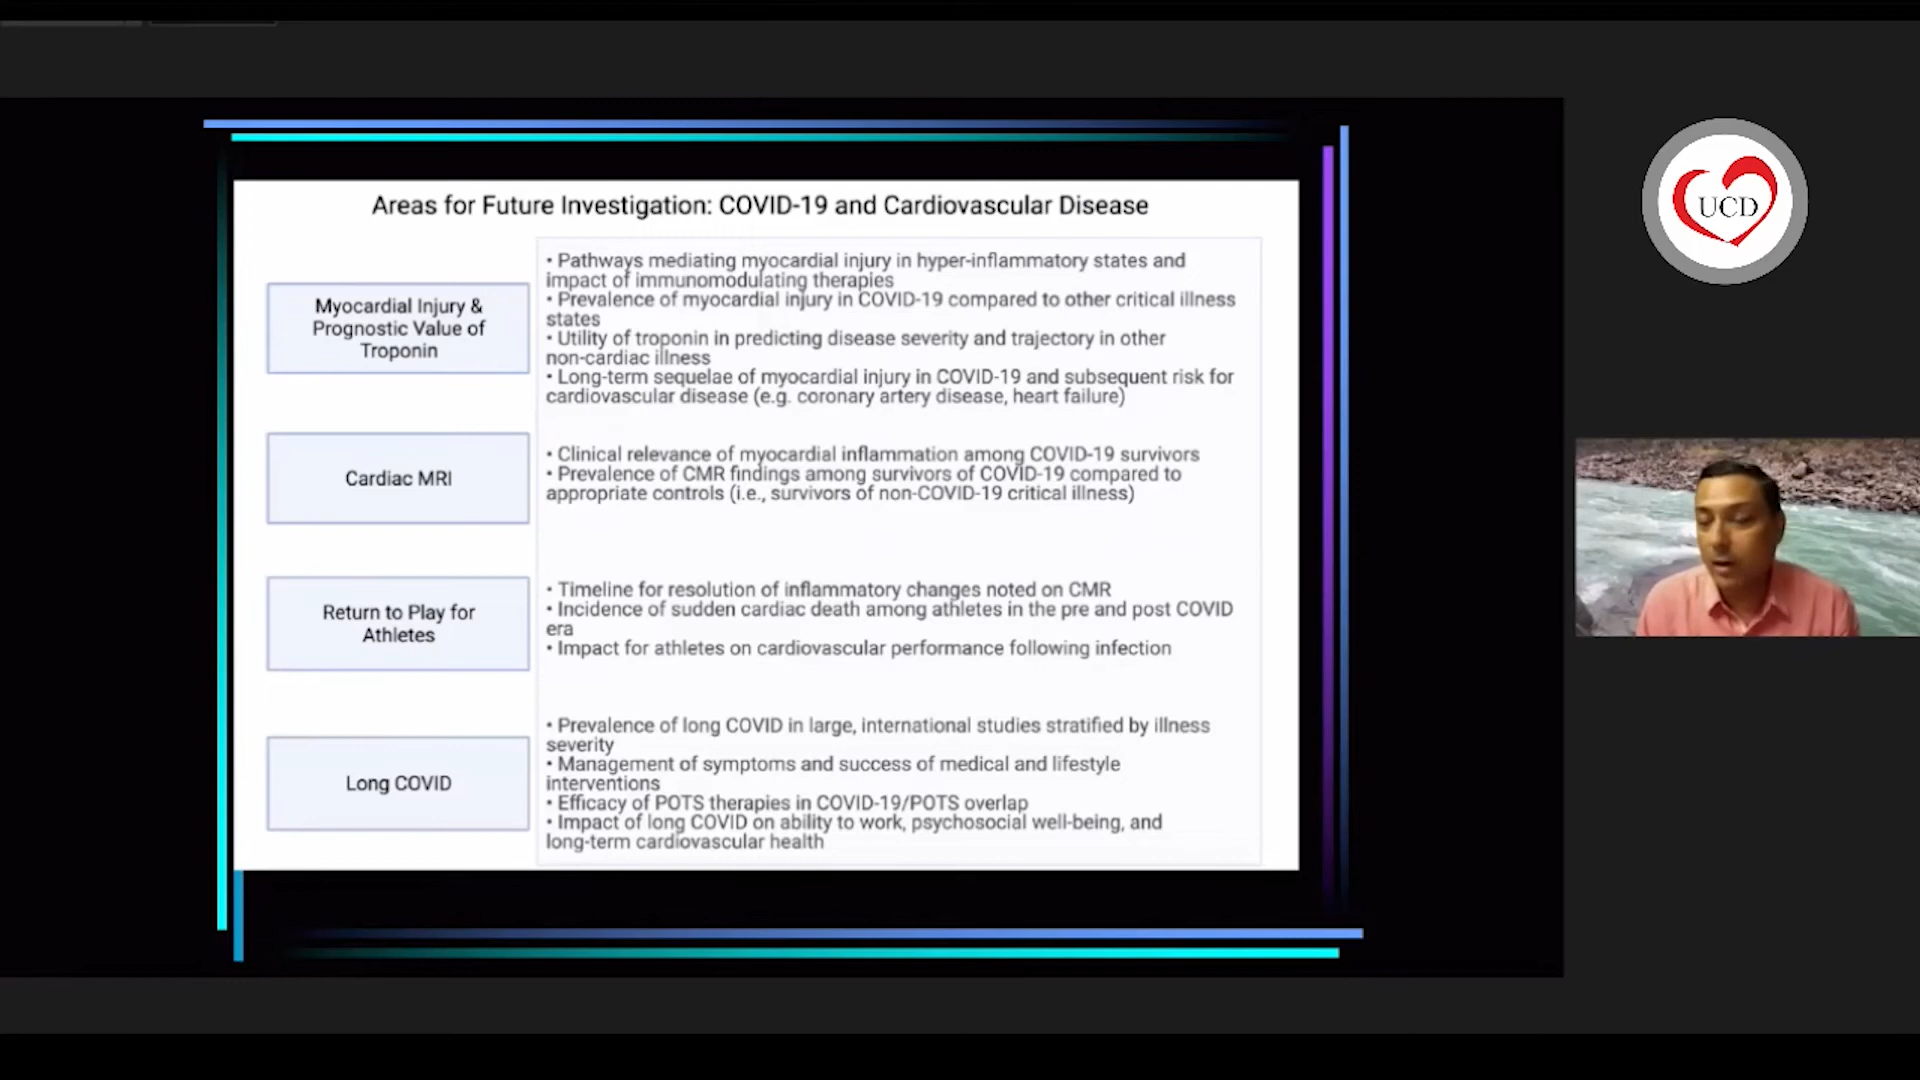 Areas for Future Investigation: COVID-19 and Cardiovascular Disease
Myocardial Injury &
Prognostic Value of
Troponin
• Pathways mediating myocardial injury in hyper-inflammatory states and
impact of immunomodulating therapies
• Prevalence of myocardial injury in COVID-19 compared to other critical illness
states
• Utility of troponin in predicting disease severity and trajectory in other
non-cardiac illness
• Long-term sequelae of myocardial injury in COVID-19 and subsequent risk for
cardiovascular disease (e.g. coronary artery disease, heart failure)
Cardiac MRI
• Clinical relevance of myocardial inflammation among COVID-19 survivors
• Prevalence of CMR findings among survivors of COVID-19 compared to
appropriate controls (i.e., survivors of non-COVID-19 critical illness)
Return to Play for
Athletes
• Timeline for resolution of inflammatory changes noted on CMR
• Incidence of sudden cardiac death among athletes in the pre and post COVID
era
• Impact for athletes on cardiovascular performance following infection
Long COVID
• Prevalence of long COVID in large, international studies stratified by illness
severity
• Management of symptoms and success of medical and lifestyle
interventions
• Efficacy of POTS therapies in COVID-19/POTS overlap
• Impact of long COVID on ability to work, psychosocial well-being, and
long-term cardiovascular health
UCD